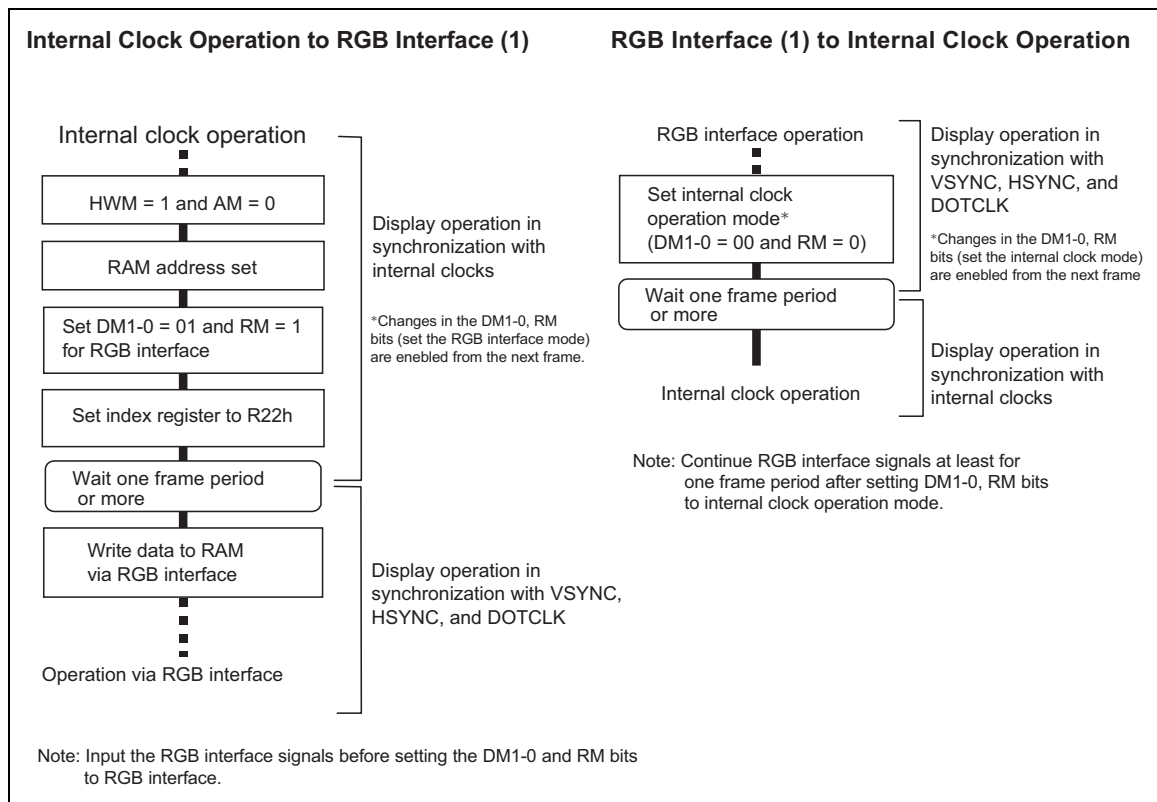 Internal Clock Operation to RGB Interface (1)
Internal clock operation
HWM = 1 and AM = 0
RAM address set
Set DM1-0 = 01 and RM = 1
for RGB interface
Set index register to R22h
Wait one frame period
or more
Write data to RAM
via RGB interface
Operation via RGB interface
Display operation in
synchronization with
internal clocks
*Changes in the DM1-0, RM
bits (set the RGB interface mode)
are enebled from the next frame.
Display operation in
synchronization with VSYNC,
HSYNC, and DOTCLK
Note: Input the RGB interface signals before setting the DM1-0 and RM bits
to RGB interface.
RGB Interface (1) to Internal Clock Operation
RGB interface operation
Set internal clock
operation mode*
(DM1-0 = 00 and RM = 0)
Wait one frame period
or more
Internal clock operation
Display operation in
synchronization with
VSYNC, HSYNC, and
DOTCLK
*Changes in the DM1-0, RM
bits (set the internal clock mode)
are enebled from the next frame
Display operation in
synchronization with
internal clocks
Note: Continue RGB interface signals at least for
one frame period after setting DM1-0, RM bits
to internal clock operation mode.